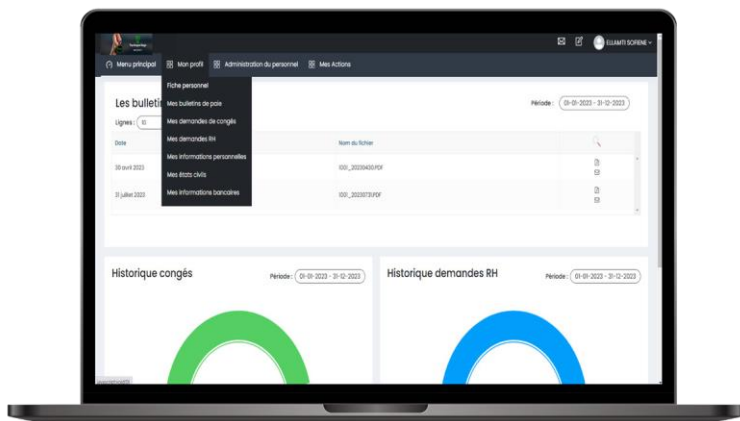 ELLAMTI SOFIENE
Menu principal Mon profil Administration du personnel Mes Actions
Fiche personnel
Mes bulletins de paie
Mes demandes de congés
Mes demandes RH
Mes informations personnelles
Mes états civils
Mes informations bancaires
Les bulleti
Période : 01-01-2023 - 31-12-2023
Lignes :
Date Nom du fichier
30 avril 2023 1001_20230430.PDF
31 juillet 2023 1001_20230731.PDF
Historique congés Période : 01-01-2023 - 31-12-2023
Historique demandes RH Période : 01-01-2023 - 31-12-2023